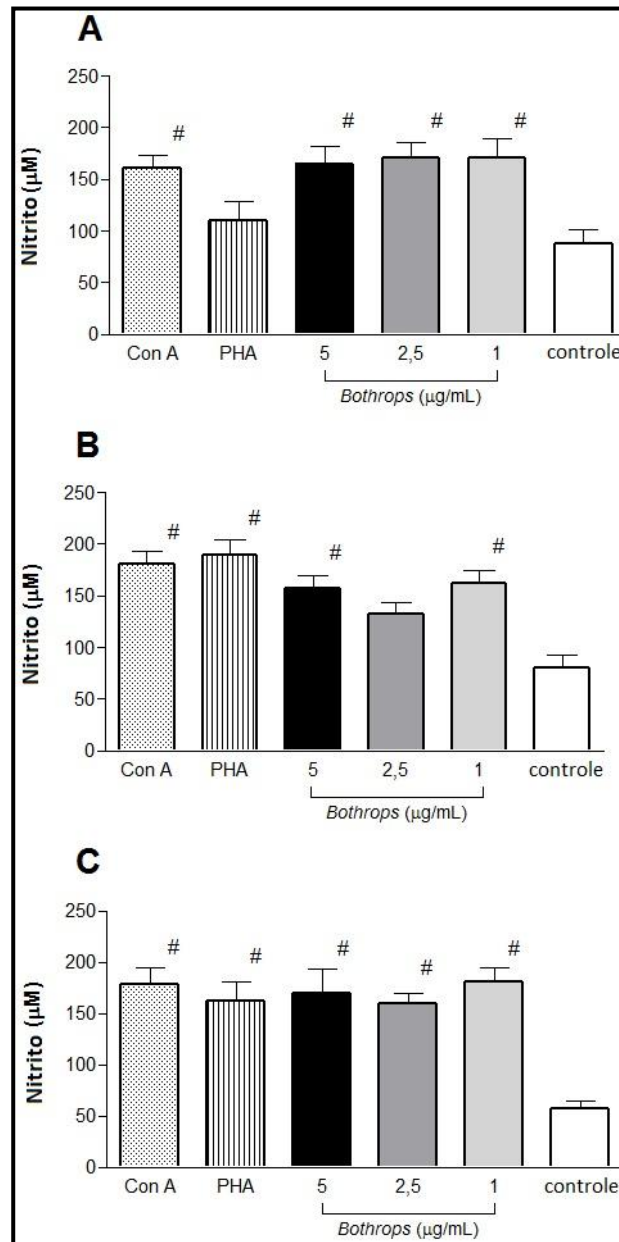 A
Nitrito (µM)
250
200
150
100
50
0
# # # #
Con A PHA 5 2,5 1 controle
Bothrops (µg/mL)
B
Nitrito (µM)
250
200
150
100
50
0
# # # #
Con A PHA 5 2,5 1 controle
Bothrops (µg/mL)
C
Nitrito (µM)
250
200
150
100
50
0
# # # # #
Con A PHA 5 2,5 1 controle
Bothrops (µg/mL)